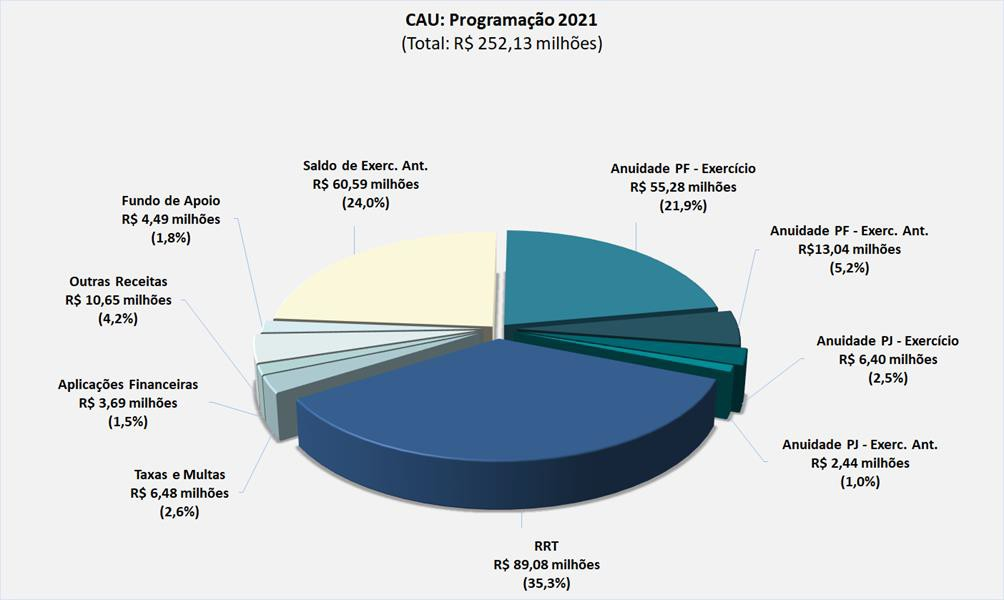 CAU: Programação 2021
(Total: R$ 252,13 milhões)
Saldo de Exerc. Ant.
R$ 60,59 milhões
(24,0%)
Anuidade PF - Exercício
R$ 55,28 milhões
(21,9%)
Fundo de Apoio
R$ 4,49 milhões
(1,8%)
Anuidade PF - Exerc. Ant.
R$13,04 milhões
(5,2%)
Outras Receitas
R$ 10,65 milhões
(4,2%)
Anuidade PJ - Exercício
R$ 6,40 milhões
(2,5%)
Aplicações Financeiras
R$ 3,69 milhões
(1,5%)
Anuidade PJ - Exerc. Ant.
R$ 2,44 milhões
(1,0%)
Taxas e Multas
R$ 6,48 milhões
(2,6%)
RRT
R$ 89,08 milhões
(35,3%)